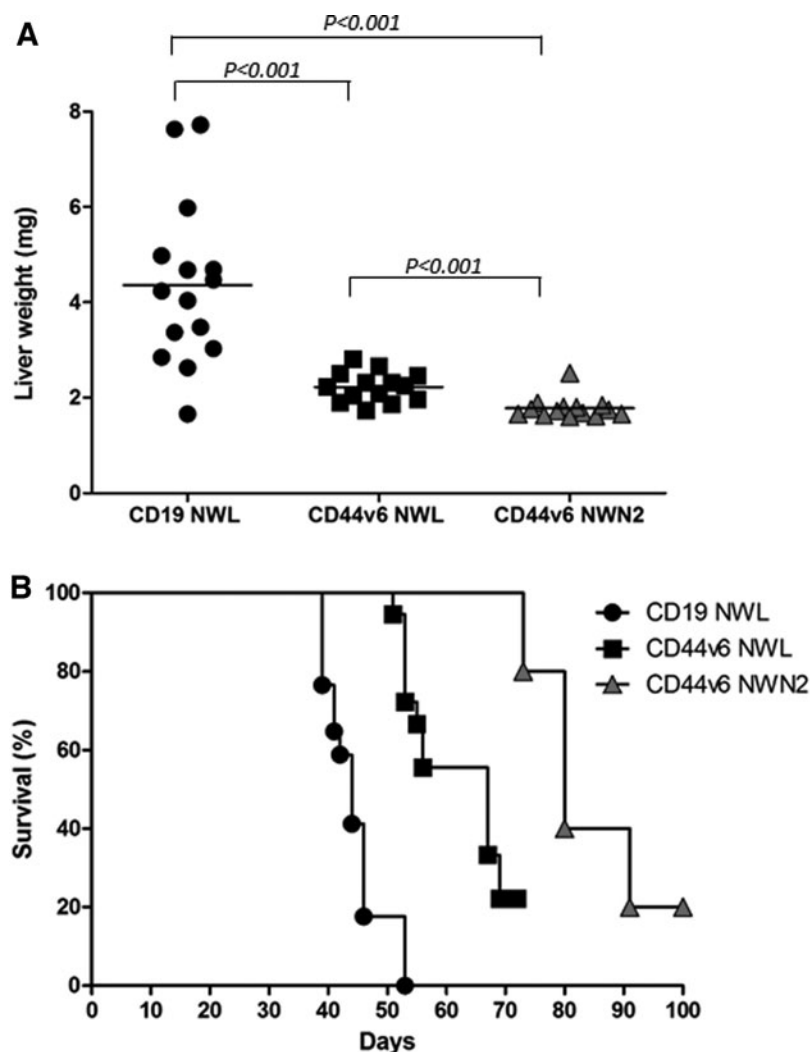 A
P<0.001
P<0.001
8
6
P<0.001
4
2
0
Liver weight (mg)
CD19 NWL CD44v6 NWL CD44v6 NWN2
B
100
80
60
40
20
0
Survival (%)
CD19 NWL
CD44v6 NWL
CD44v6 NWN2
0 10 20 30 40 50 60 70 80 90 100
Days